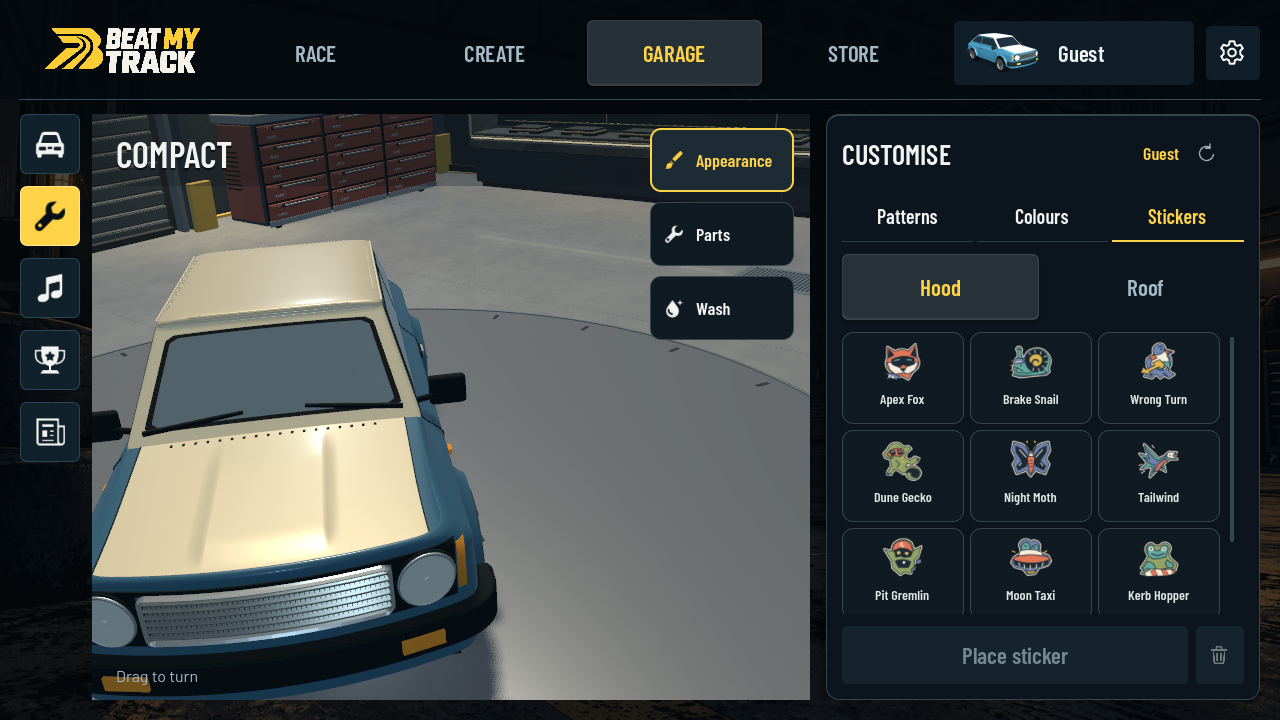 BEAT MY
TRACK
RACE
CREATE
GARAGE
STORE
Guest
COMPACT
Appearance
Parts
Wash
Drag to turn
CUSTOMISE
Guest
Patterns
Colours
Stickers
Hood
Roof
Apex Fox
Brake Snail
Wrong Turn
Dune Gecko
Night Moth
Tailwind
Pit Gremlin
Moon Taxi
Kerb Hopper
Place sticker